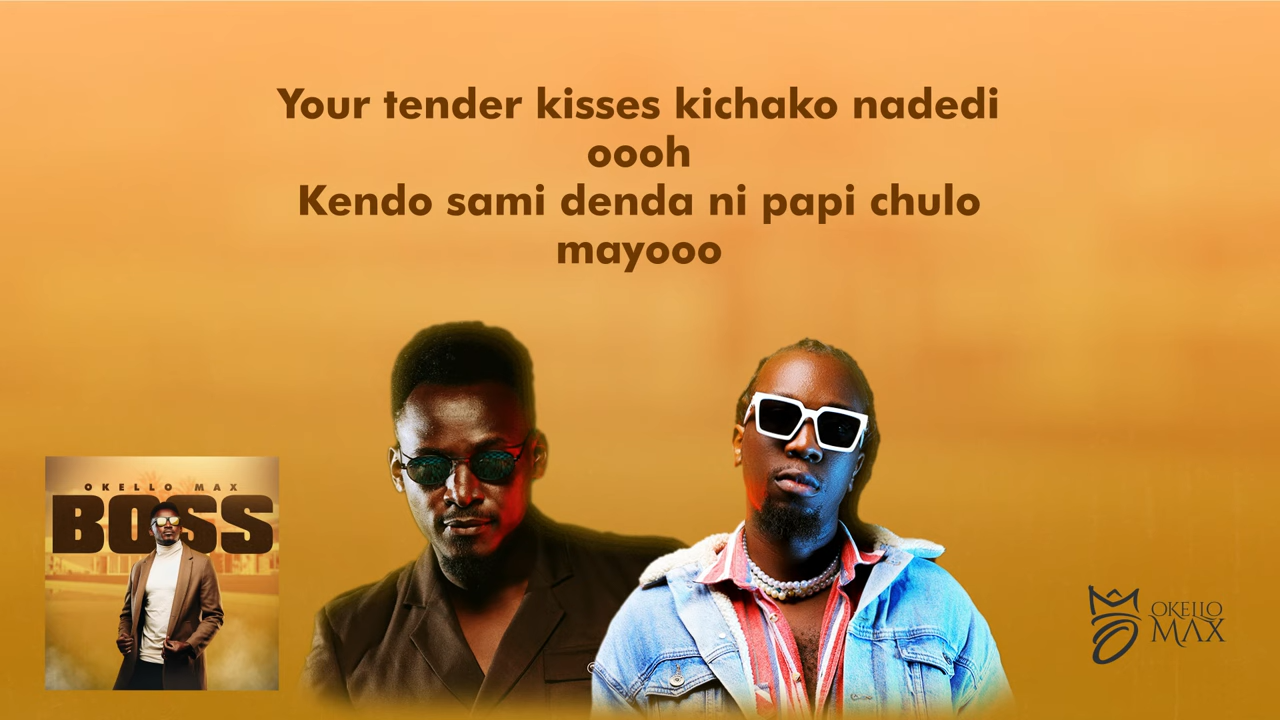 Your tender kisses kichako nadedi
oooh
Kendo sami denda ni papi chulo
mayooo
OKELLO MAX
BOSS
OKELLO
MAX